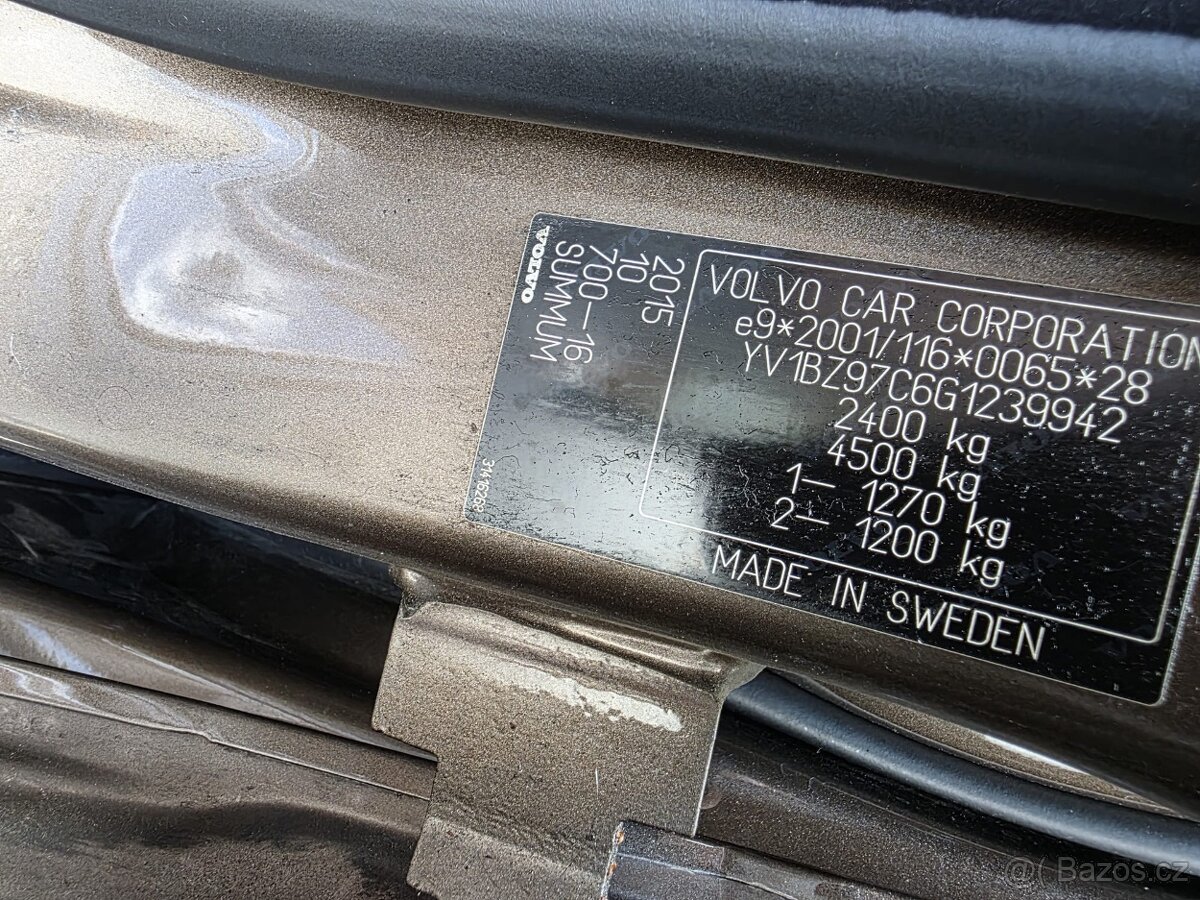 VOLVO
2015
10
700-16
SUMMUM
VOLVO CAR CORPORATION
e9*2001/116*0065*28
YV1BZ97C6G1239942
2400 kg
4500 kg
1- 1270 kg
2- 1200 kg
MADE IN SWEDEN
@( Bazos.cz